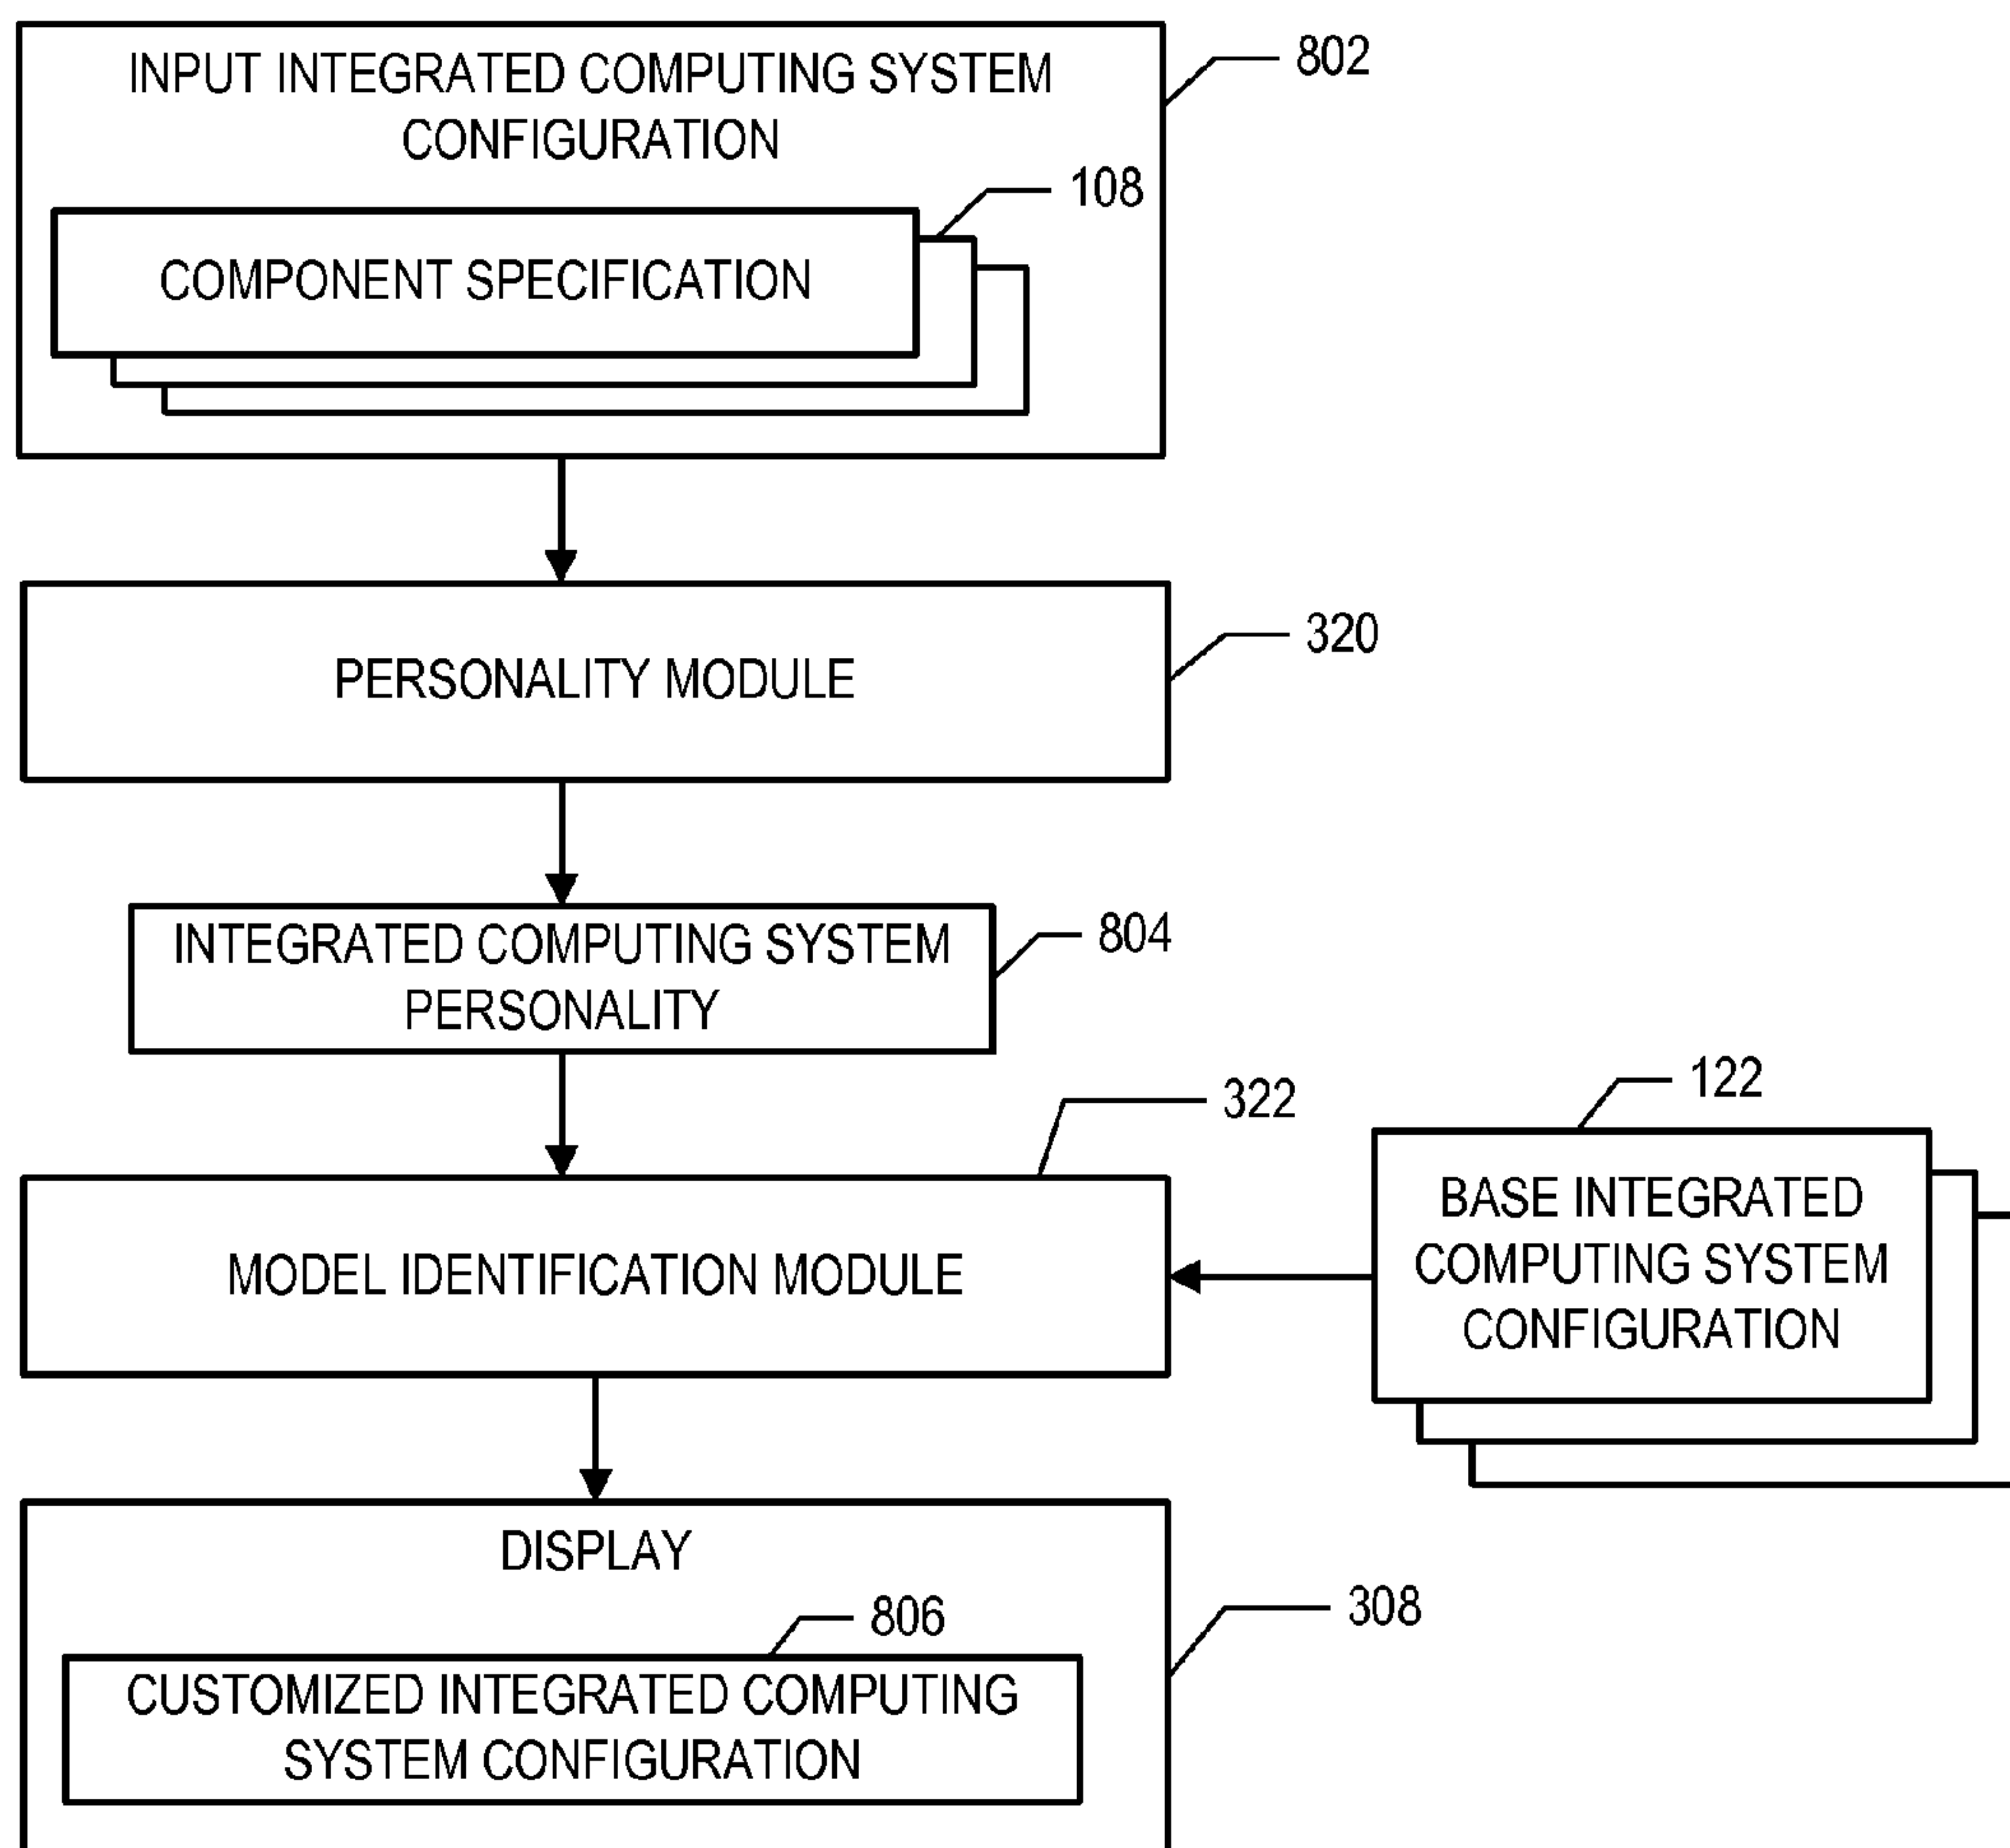 INPUT INTEGRATED COMPUTING SYSTEM
CONFIGURATION
802
108
COMPONENT SPECIFICATION
320
PERSONALITY MODULE
INTEGRATED COMPUTING SYSTEM
PERSONALITY
804
322
122
MODEL IDENTIFICATION MODULE
BASE INTEGRATED
COMPUTING SYSTEM
CONFIGURATION
DISPLAY
308
806
CUSTOMIZED INTEGRATED COMPUTING
SYSTEM CONFIGURATION